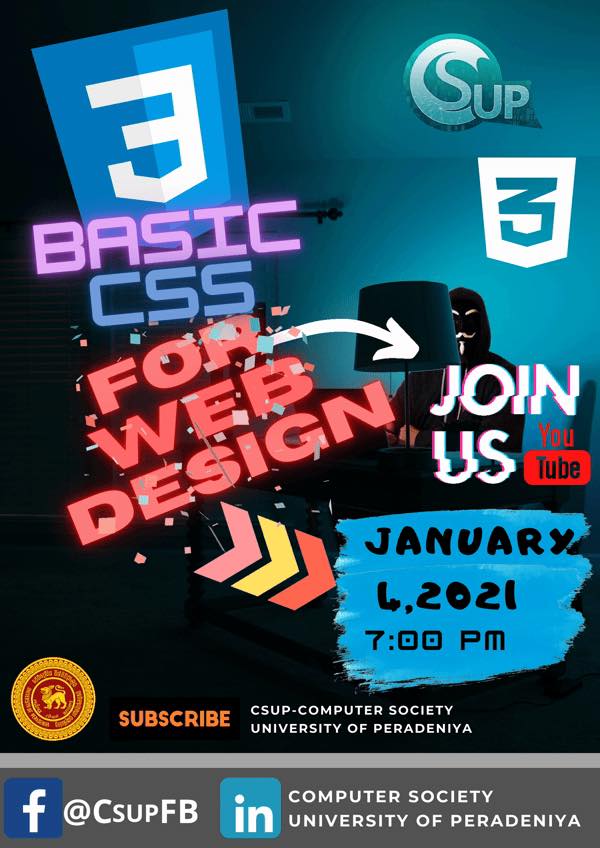 CSUP
3
BASIC
CSS
3
FOR
WEB
DESIGN
JOIN
US
You
Tube
JANUARY
4,2021
7:00 PM
SUBSCRIBE
CSUP-COMPUTER SOCIETY
UNIVERSITY OF PERADENIYA
f
@CSUPFB
in
COMPUTER SOCIETY
UNIVERSITY OF PERADENIYA